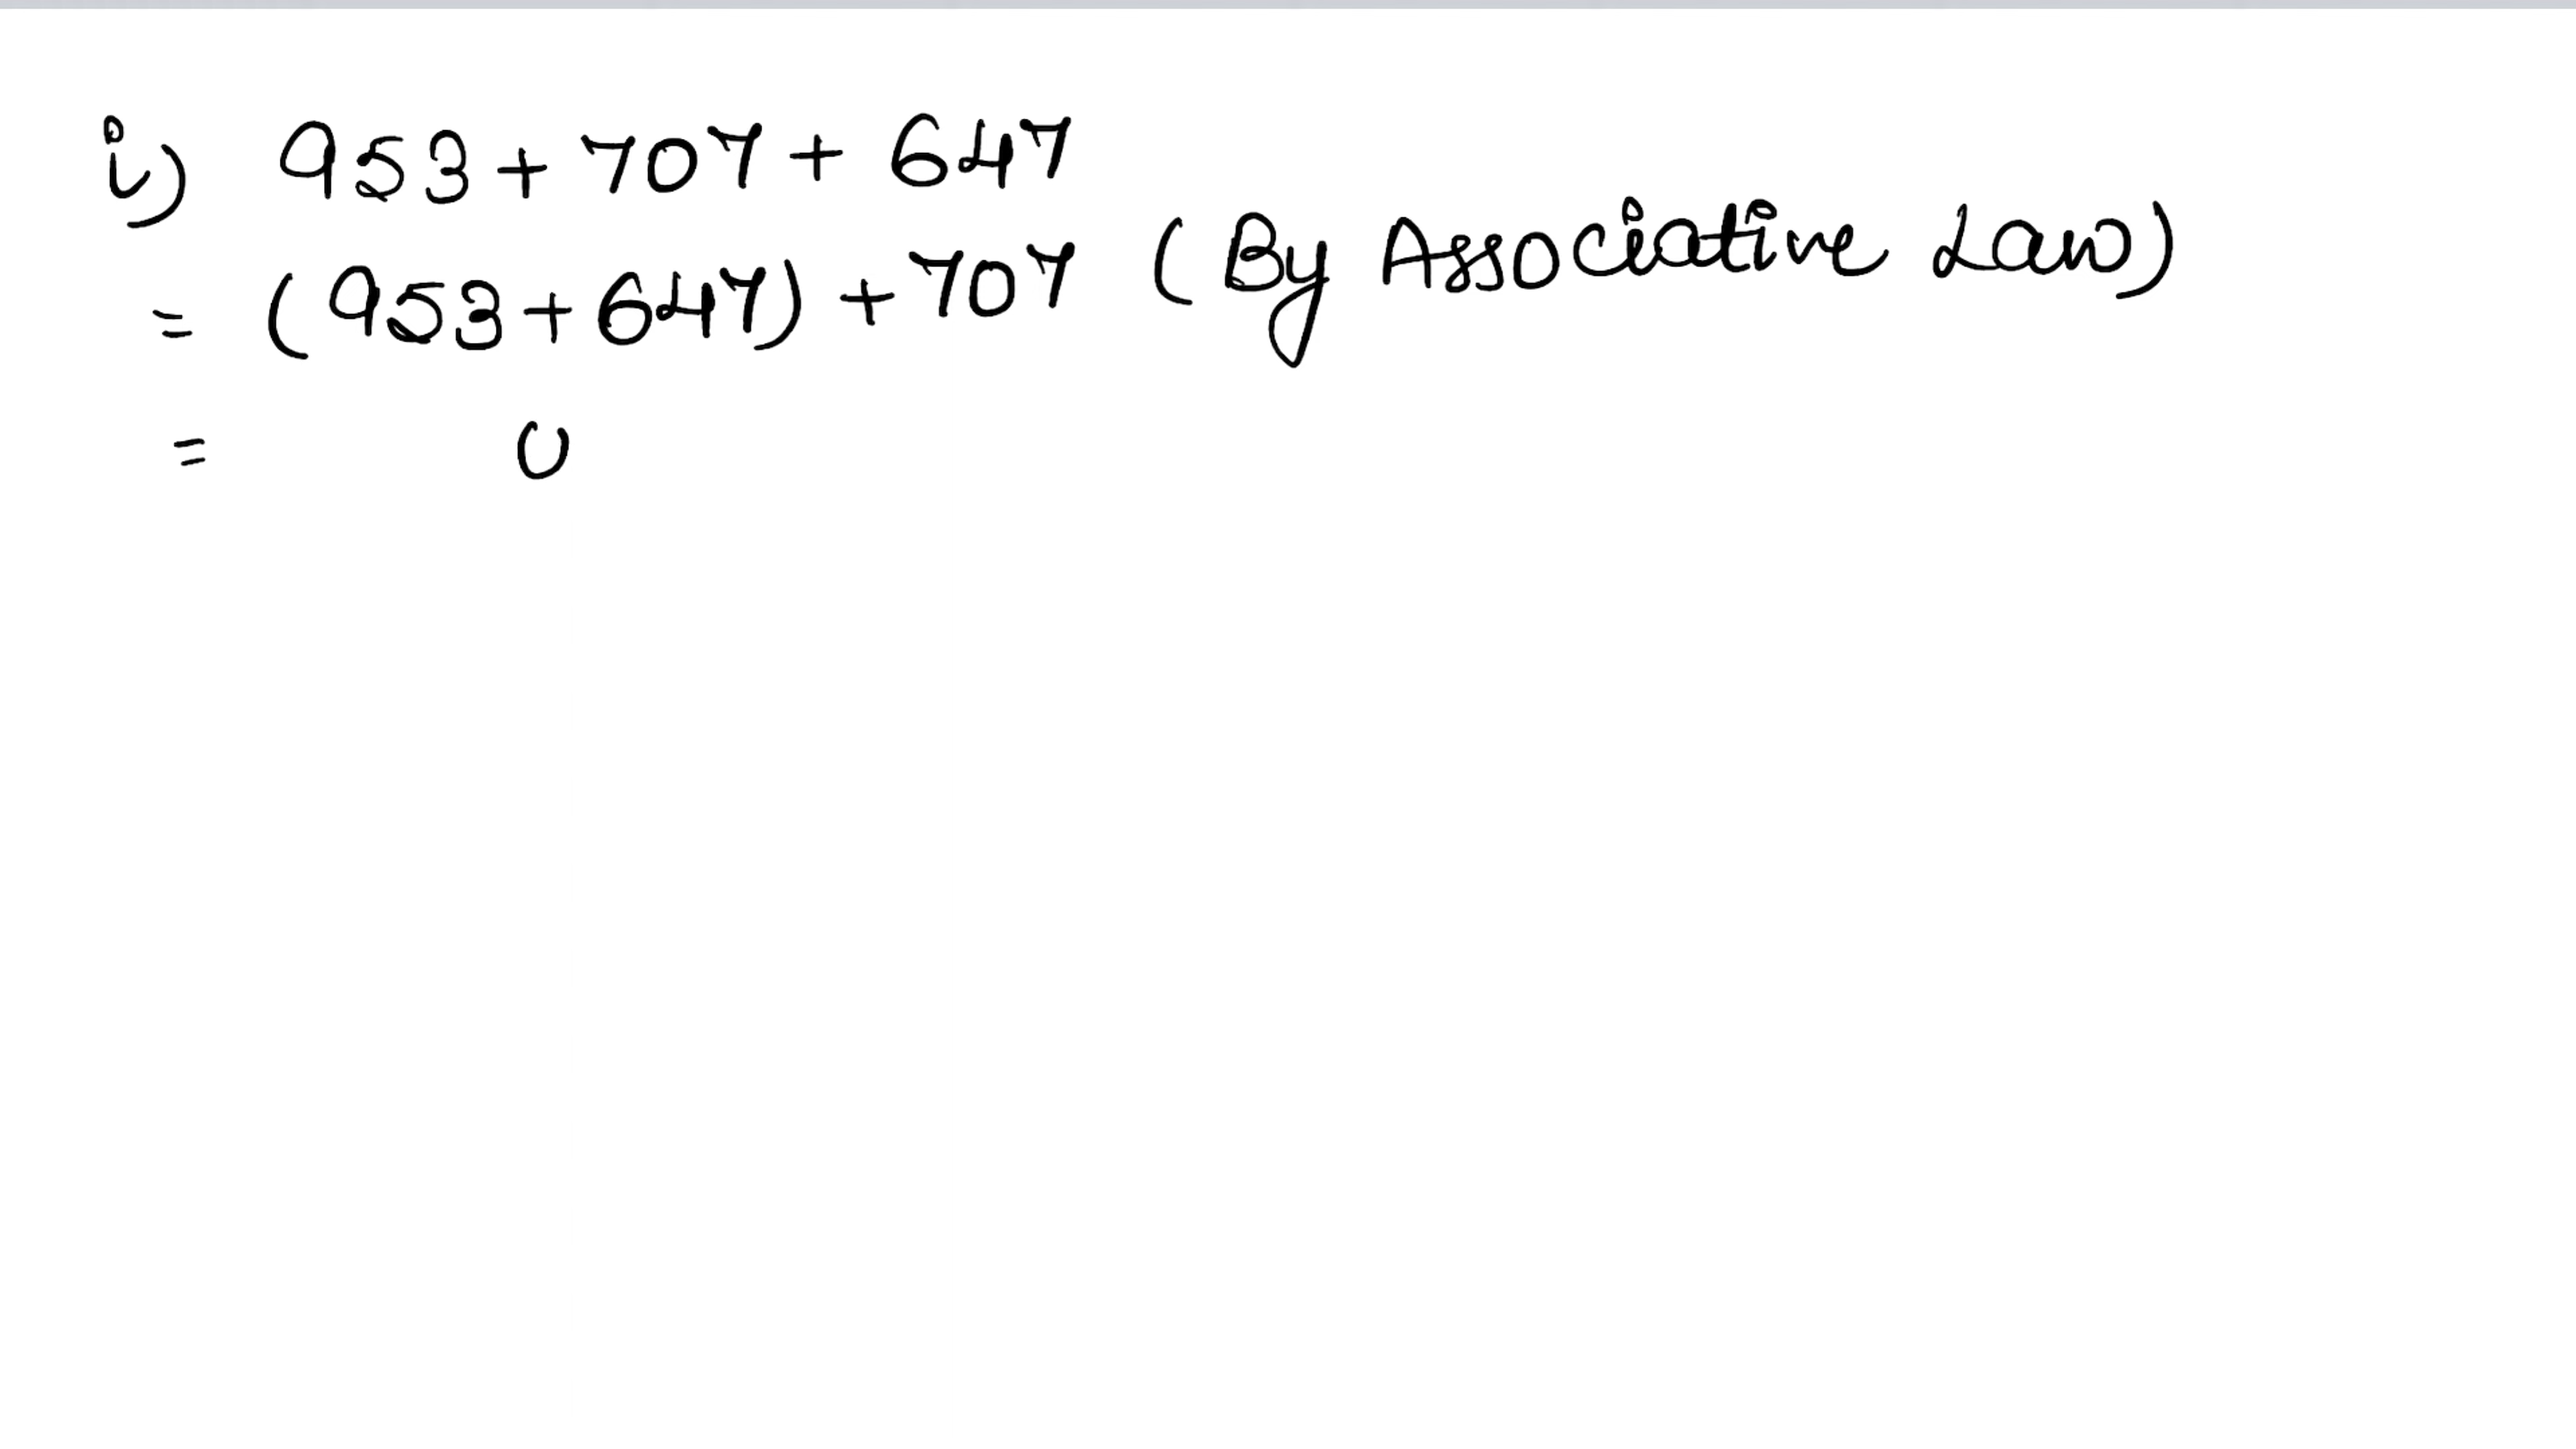 i) 953 + 707 + 647
= (953 + 647) + 707 (By Associative Law)
= 0